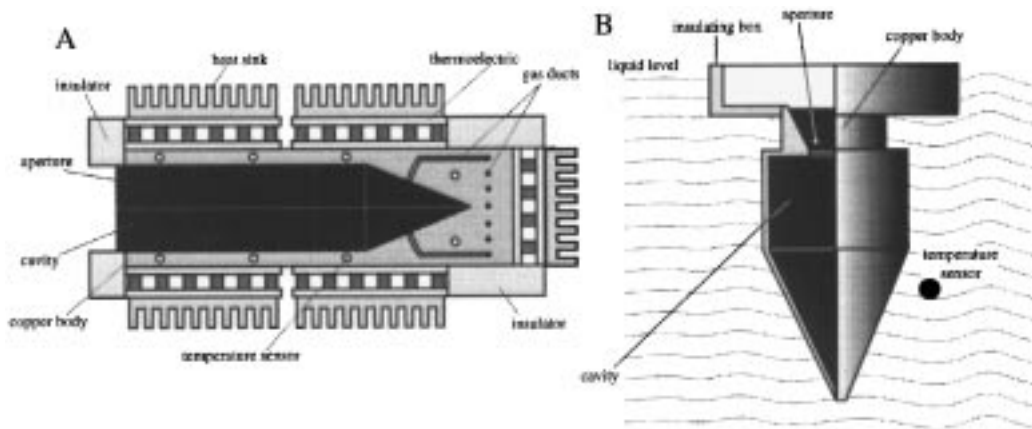 A
heat sink
thermoelectric
gas ducts
insulator
aperture
cavity
copper body
temperature sensor
insulator
B
insulating box
aperture
copper body
liquid level
temperature
sensor
cavity